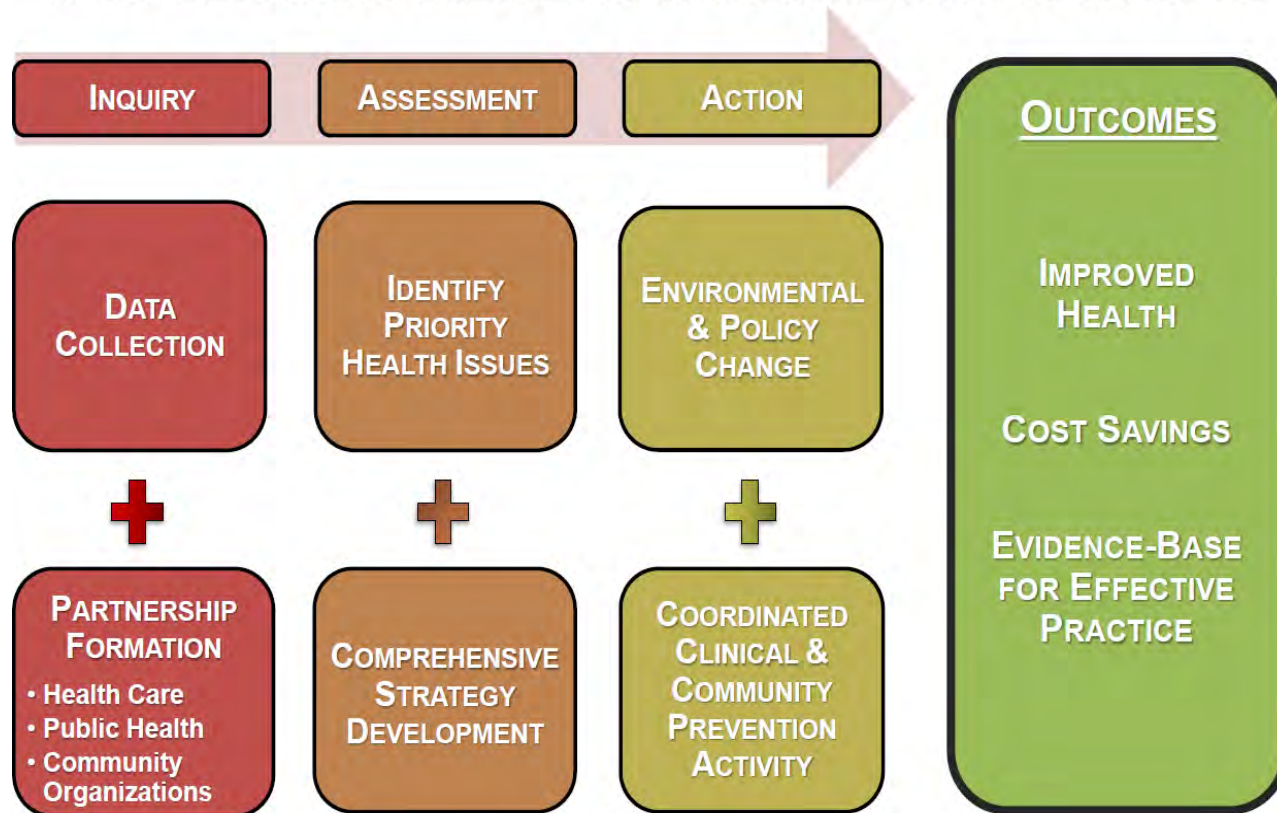 INQUIRY
ASSESSMENT
ACTION
DATA
COLLECTION
IDENTIFY
PRIORITY
HEALTH ISSUES
ENVIRONMENTAL
& POLICY
CHANGE
PARTNERSHIP
FORMATION
• Health Care
• Public Health
• Community
Organizations
COMPREHENSIVE
STRATEGY
DEVELOPMENT
COORDINATED
CLINICAL &
COMMUNITY
PREVENTION
ACTIVITY
OUTCOMES
IMPROVED
HEALTH
COST SAVINGS
EVIDENCE-BASE
FOR EFFECTIVE
PRACTICE